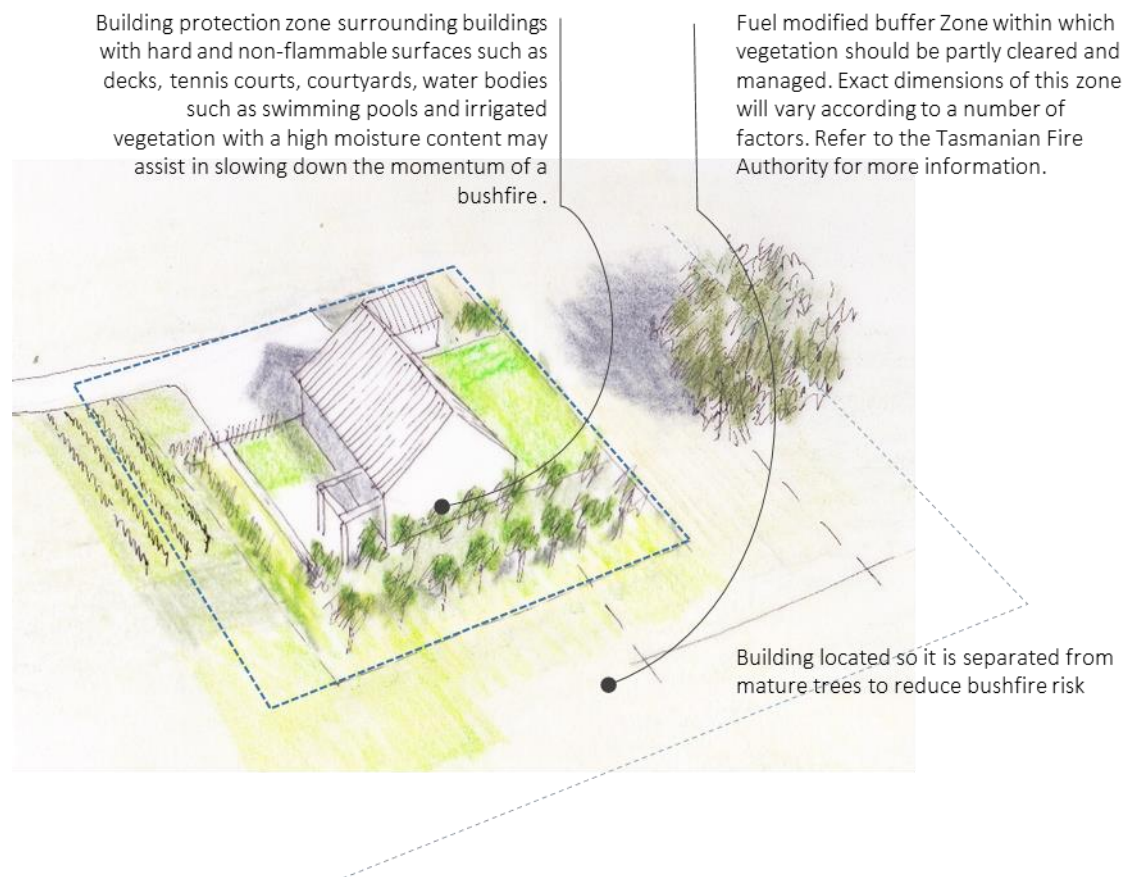 Building protection zone surrounding buildings
with hard and non-flammable surfaces such as
decks, tennis courts, courtyards, water bodies
such as swimming pools and irrigated
vegetation with a high moisture content may
assist in slowing down the momentum of a
bushfire .
Fuel modified buffer Zone within which
vegetation should be partly cleared and
managed. Exact dimensions of this zone
will vary according to a number of
factors. Refer to the Tasmanian Fire
Authority for more information.
Building located so it is separated from
mature trees to reduce bushfire risk